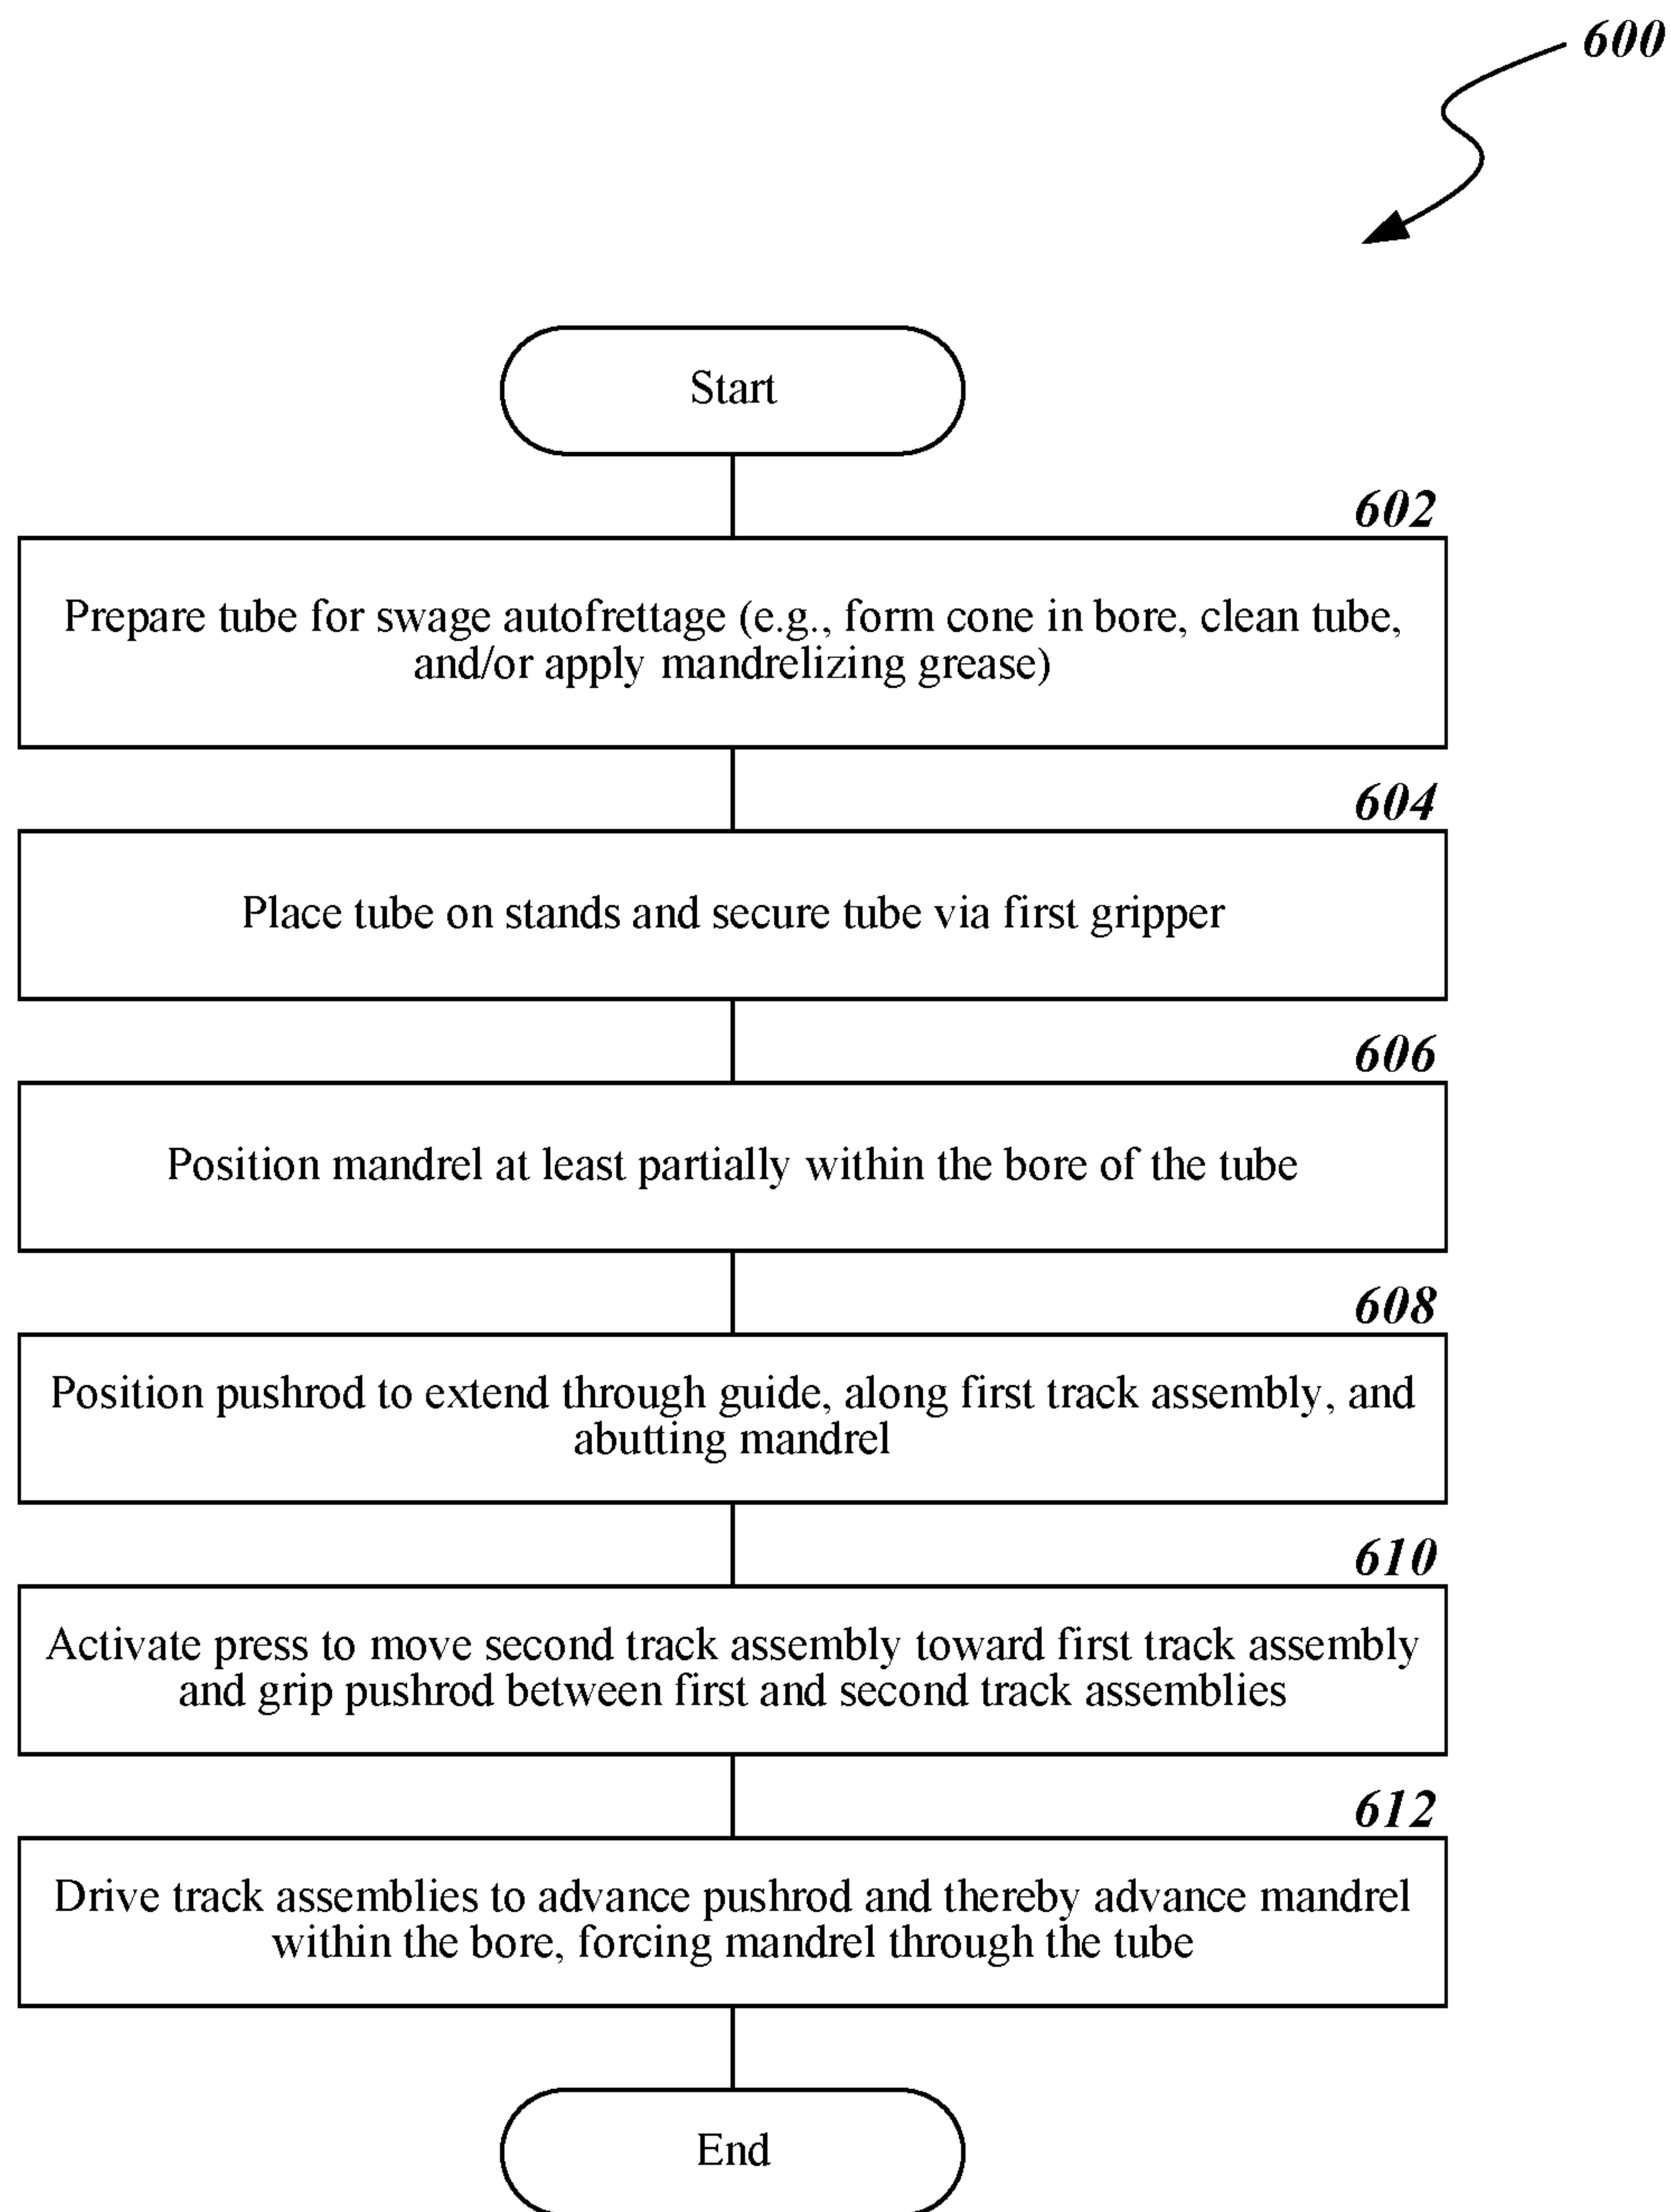 600
Start
602
Prepare tube for swage autofrettage (e.g., form cone in bore, clean tube,
and/or apply mandrelizing grease)
604
Place tube on stands and secure tube via first gripper
606
Position mandrel at least partially within the bore of the tube
608
Position pushrod to extend through guide, along first track assembly, and
abutting mandrel
610
Activate press to move second track assembly toward first track assembly
and grip pushrod between first and second track assemblies
612
Drive track assemblies to advance pushrod and thereby advance mandrel
within the bore, forcing mandrel through the tube
End